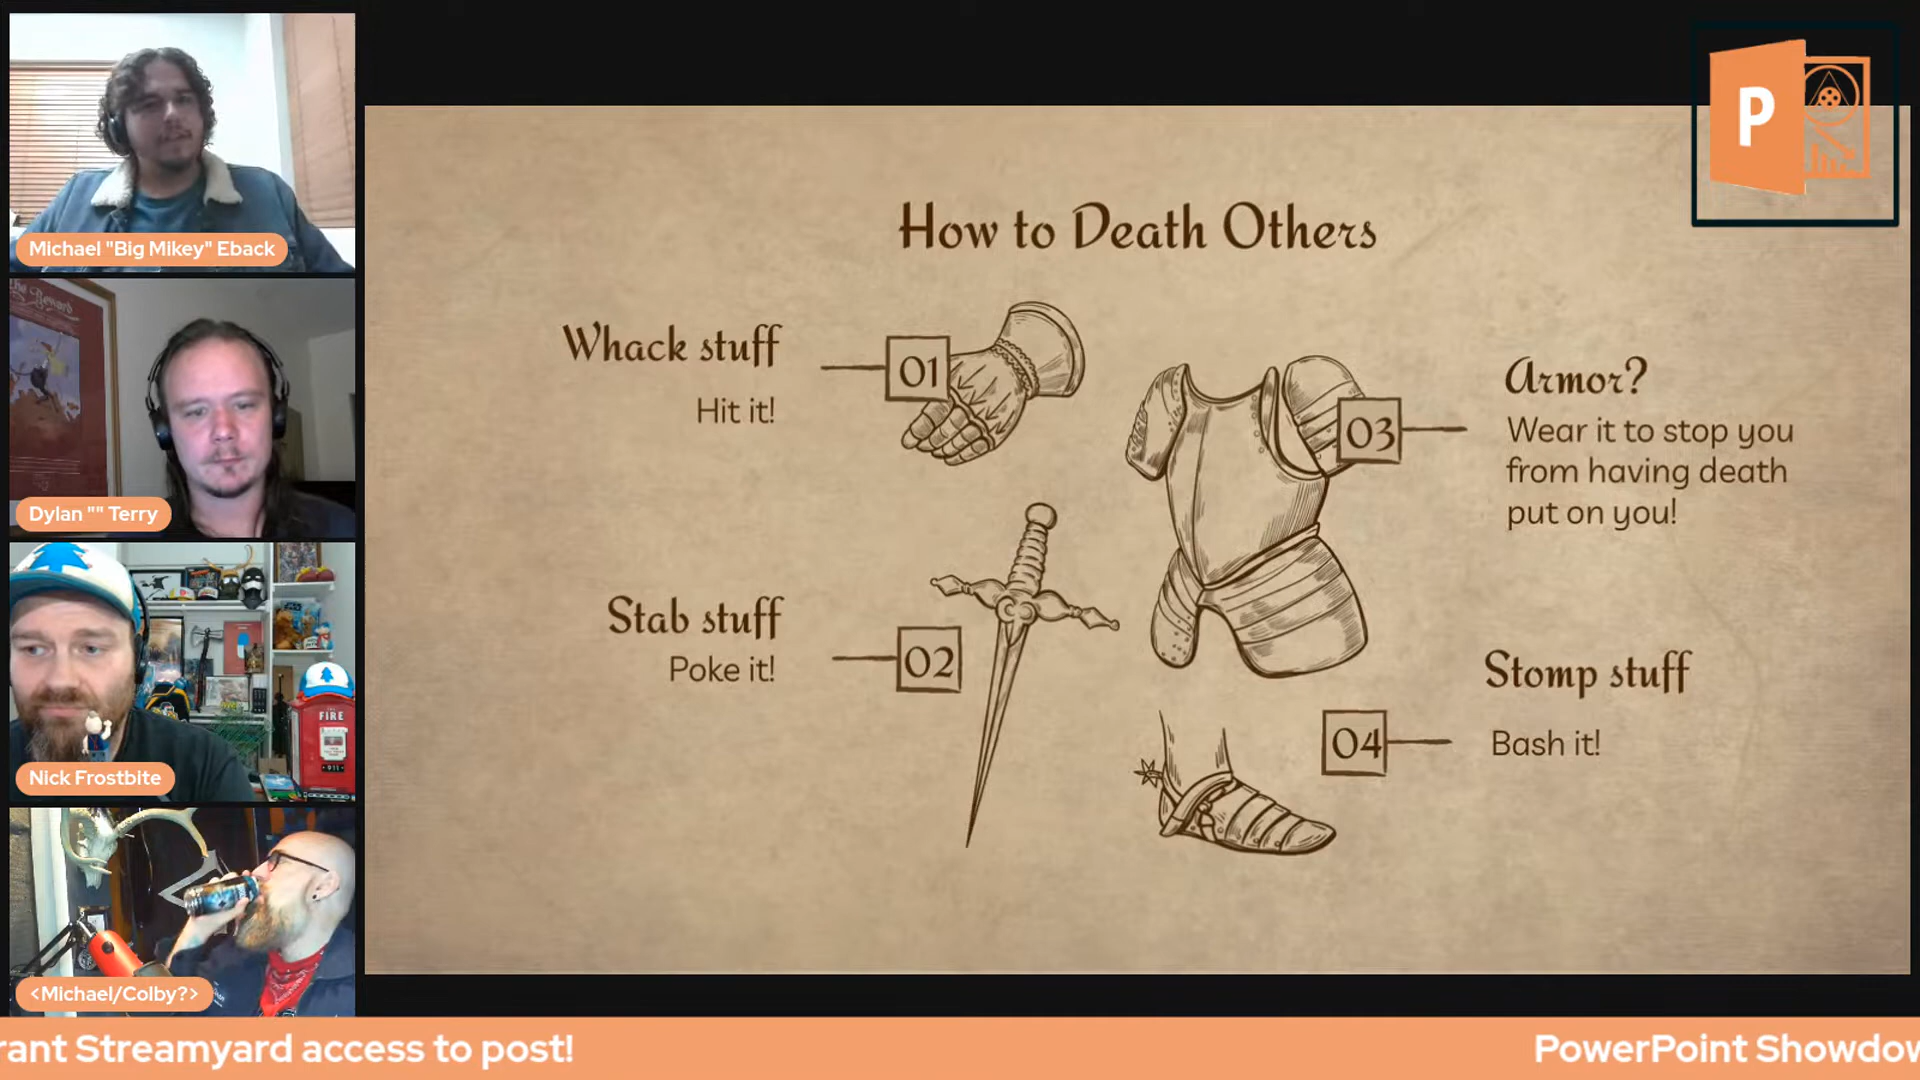 Michael "Big Mikey" Eback
Dylan "" Terry
Nick Frostbite
<Michael/Colby?>
P
How to Death Others
Whack stuff
Hit it!
01
Stab stuff
Poke it!
02
Armor?
Wear it to stop you
from having death
put on you!
03
Stomp stuff
Bash it!
04
FIRE
rant Streamyard access to post!
PowerPoint Showdow